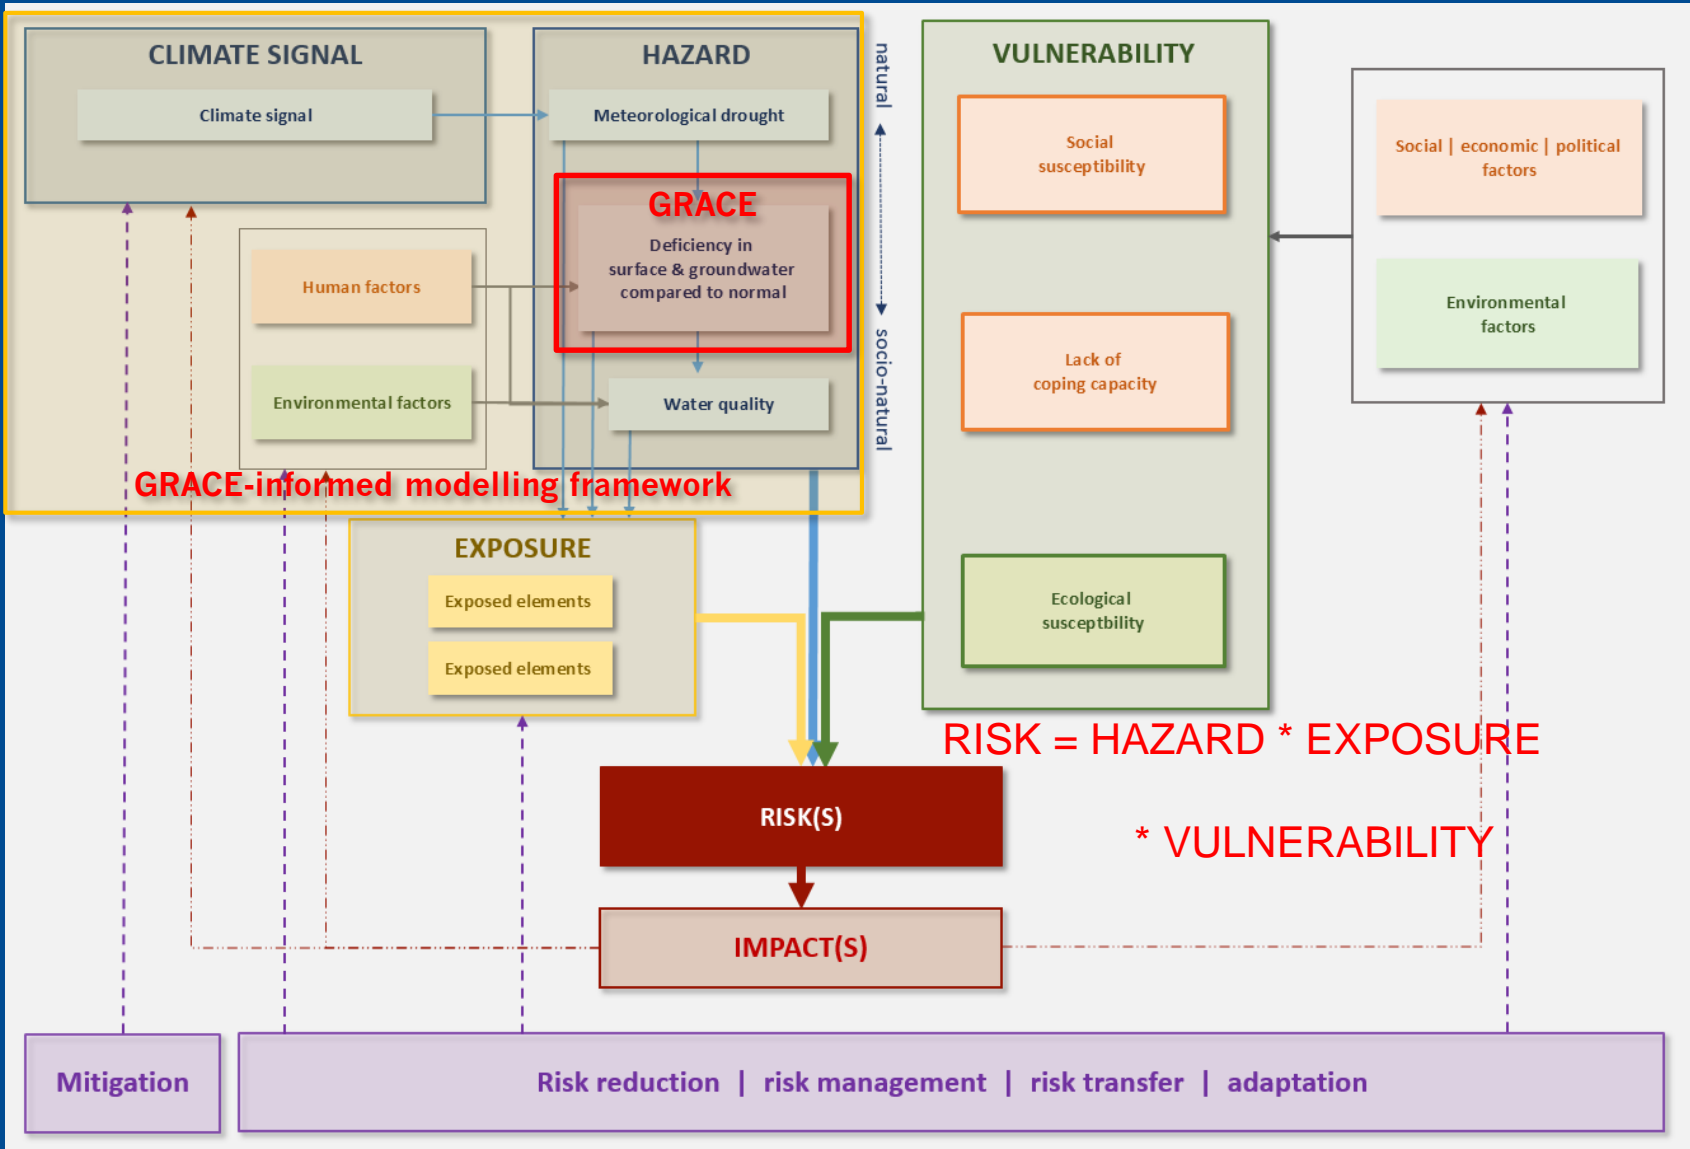 CLIMATE SIGNAL
Climate signal
HAZARD
Meteorological drought
GRACE
Deficiency in
surface & groundwater
compared to normal
Water quality
Human factors
Environmental factors
GRACE-informed modelling framework
natural
socio-natural
VULNERABILITY
Social
susceptibility
Lack of
coping capacity
Ecological
susceptbility
Social | economic | political
factors
Environmental
factors
EXPOSURE
Exposed elements
Exposed elements
RISK = HAZARD * EXPOSURE
* VULNERABILITY
RISK(S)
IMPACT(S)
Mitigation
Risk reduction | risk management | risk transfer | adaptation